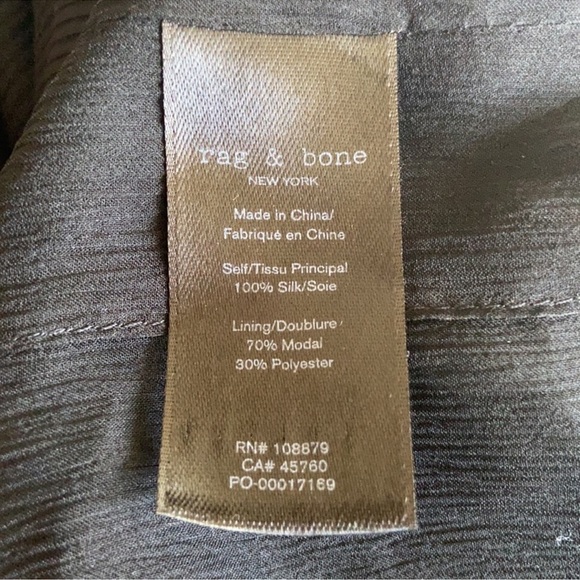 rag & bone
NEW YORK
Made in China/
Fabriqué en Chine
Self/Tissu Principal
100% Silk/Soie
Lining/Doublure
70% Modal
30% Polyester
RN# 108879
CA# 45760
PO-00017169